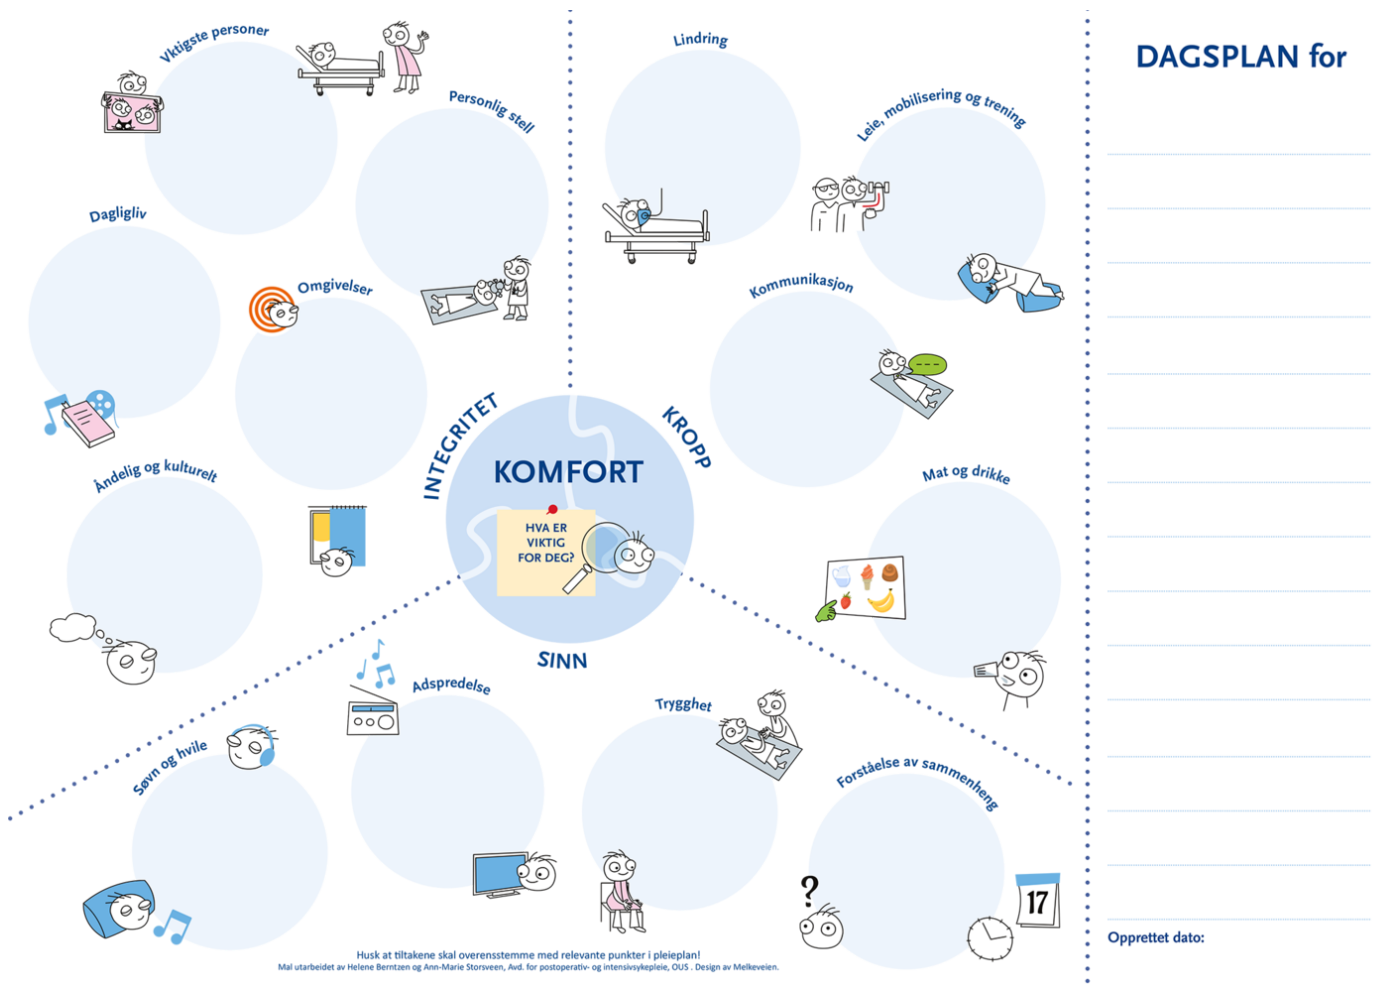 Vktigste personer
Personlig stell
Dagligliv
Omgivelser
Åndelig og kulturelt
INTEGRITET
Lindring
Leie, mobilisering og trening
Kommunikasjon
Mat og drikke
KROPP
KOMFORT
HVA ER
VIKTIG
FOR DEG?
SINN
Søvn og hvile
Adspredelse
Trygghet
Forståelse av sammenheng
?
17
Husk at tiltakene skal overensstemme med relevante punkter i pleieplan!
Mal utarbeidet av Helene Berntzen og Ann-Marie Storsveen, Avd. for postoperativ- og intensivsykepleie, OUS . Design av Melkeveien.
DAGSPLAN for
Opprettet dato: